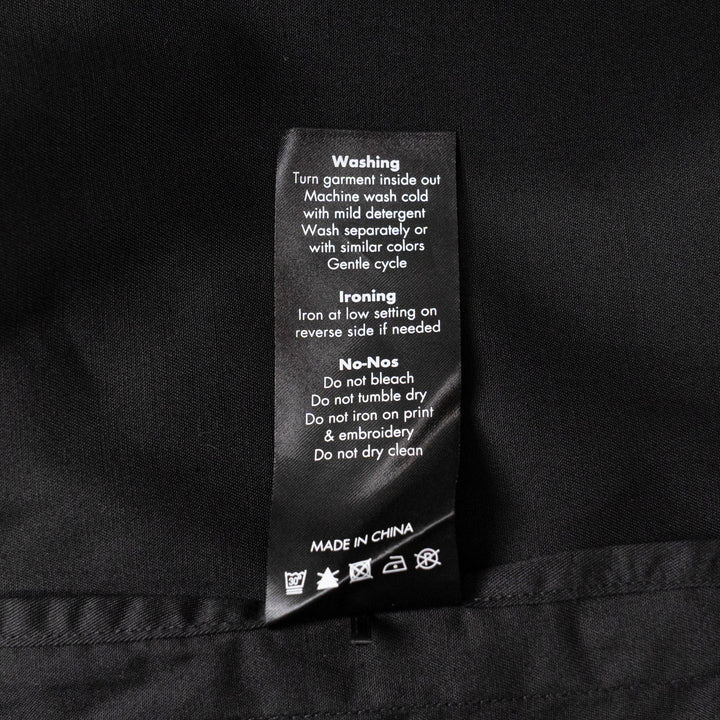 Washing
Turn garment inside out
Machine wash cold
with mild detergent
Wash separately or
with similar colors
Gentle cycle
Ironing
Iron at low setting on
reverse side if needed
No-Nos
Do not bleach
Do not tumble dry
Do not iron on print
& embroidery
Do not dry clean
MADE IN CHINA
30° R